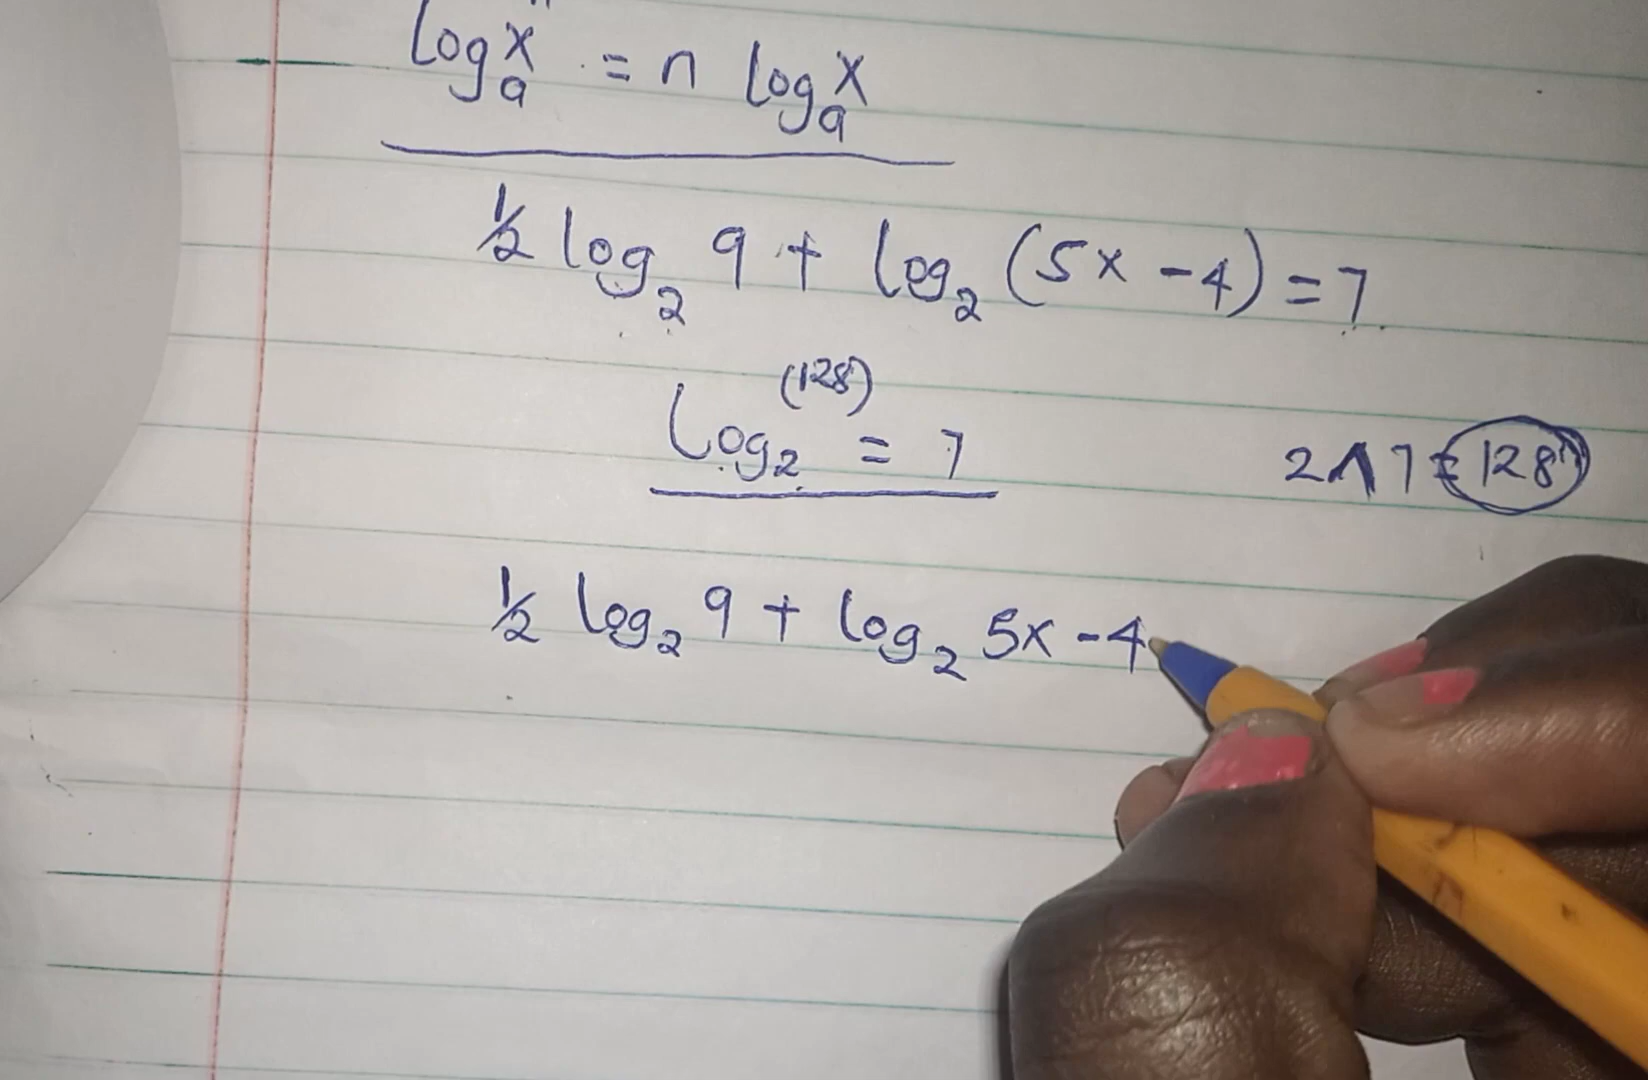 log_a x^n = n log_a x
½ log_2 9 + log_2 (5x - 4) = 7
log_2 (128) = 7
2^7 = 128
½ log_2 9 + log_2 5x - 4